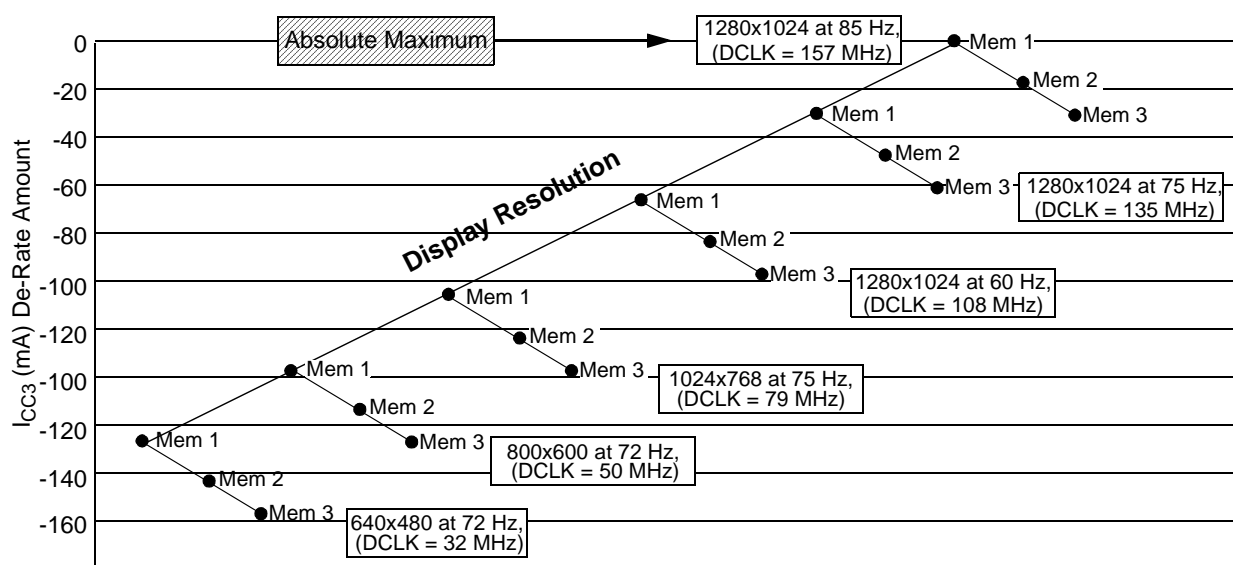 Absolute Maximum
1280x1024 at 85 Hz,
(DCLK = 157 MHz)
0
-20
-40
-60
-80
-100
-120
-100
-120
-140
-160
ICC3 (mA) De-Rate Amount
Display Resolution
Mem 1
Mem 2
Mem 3
Mem 1
Mem 2
Mem 3
1280x1024 at 75 Hz,
(DCLK = 135 MHz)
Mem 1
Mem 2
Mem 3
1280x1024 at 60 Hz,
(DCLK = 108 MHz)
Mem 1
Mem 2
Mem 3
1024x768 at 75 Hz,
(DCLK = 79 MHz)
Mem 1
Mem 2
Mem 3
800x600 at 72 Hz,
(DCLK = 50 MHz)
Mem 1
Mem 2
Mem 3
640x480 at 72 Hz,
(DCLK = 32 MHz)